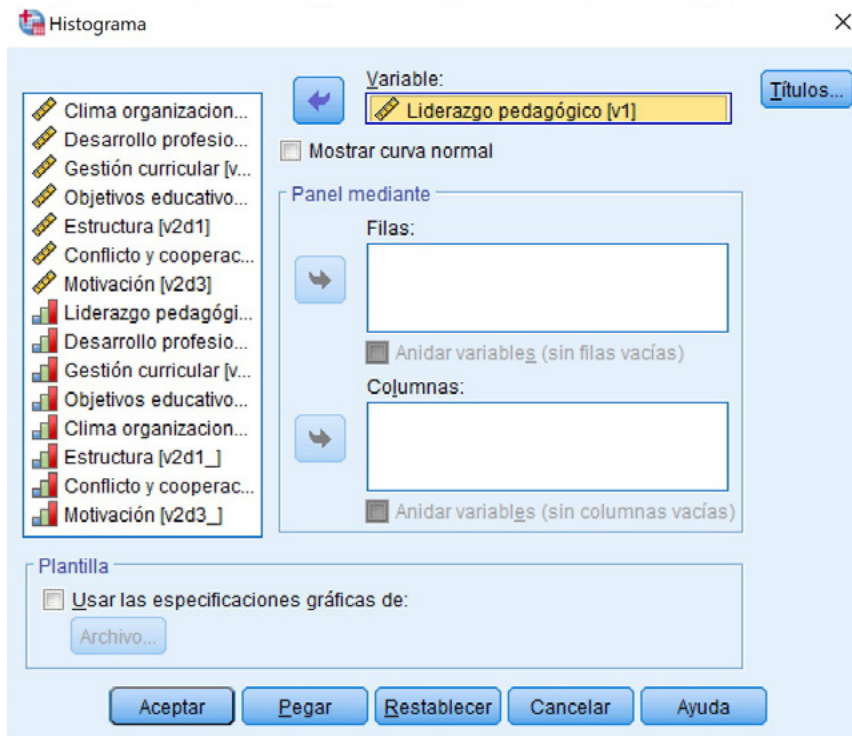 Histograma
Variable:
Liderazgo pedagógico [v1]
Títulos...
Mostrar curva normal
Clima organizacion...
Desarrollo profesio...
Gestión curricular [v...
Objetivos educativo...
Estructura [v2d1]
Conflicto y cooperac...
Motivación [v2d3]
Liderazgo pedagógi...
Desarrollo profesio...
Gestión curricular [v...
Objetivos educativo...
Clima organizacion...
Estructura [v2d1_]
Conflicto y cooperac...
Motivación [v2d3_]
Panel mediante
Filas:
Anidar variables (sin filas vacías)
Columnas:
Anidar variables (sin columnas vacías)
Plantilla
Usar las especificaciones gráficas de:
Archivo...
Aceptar Pegar Restablecer Cancelar Ayuda